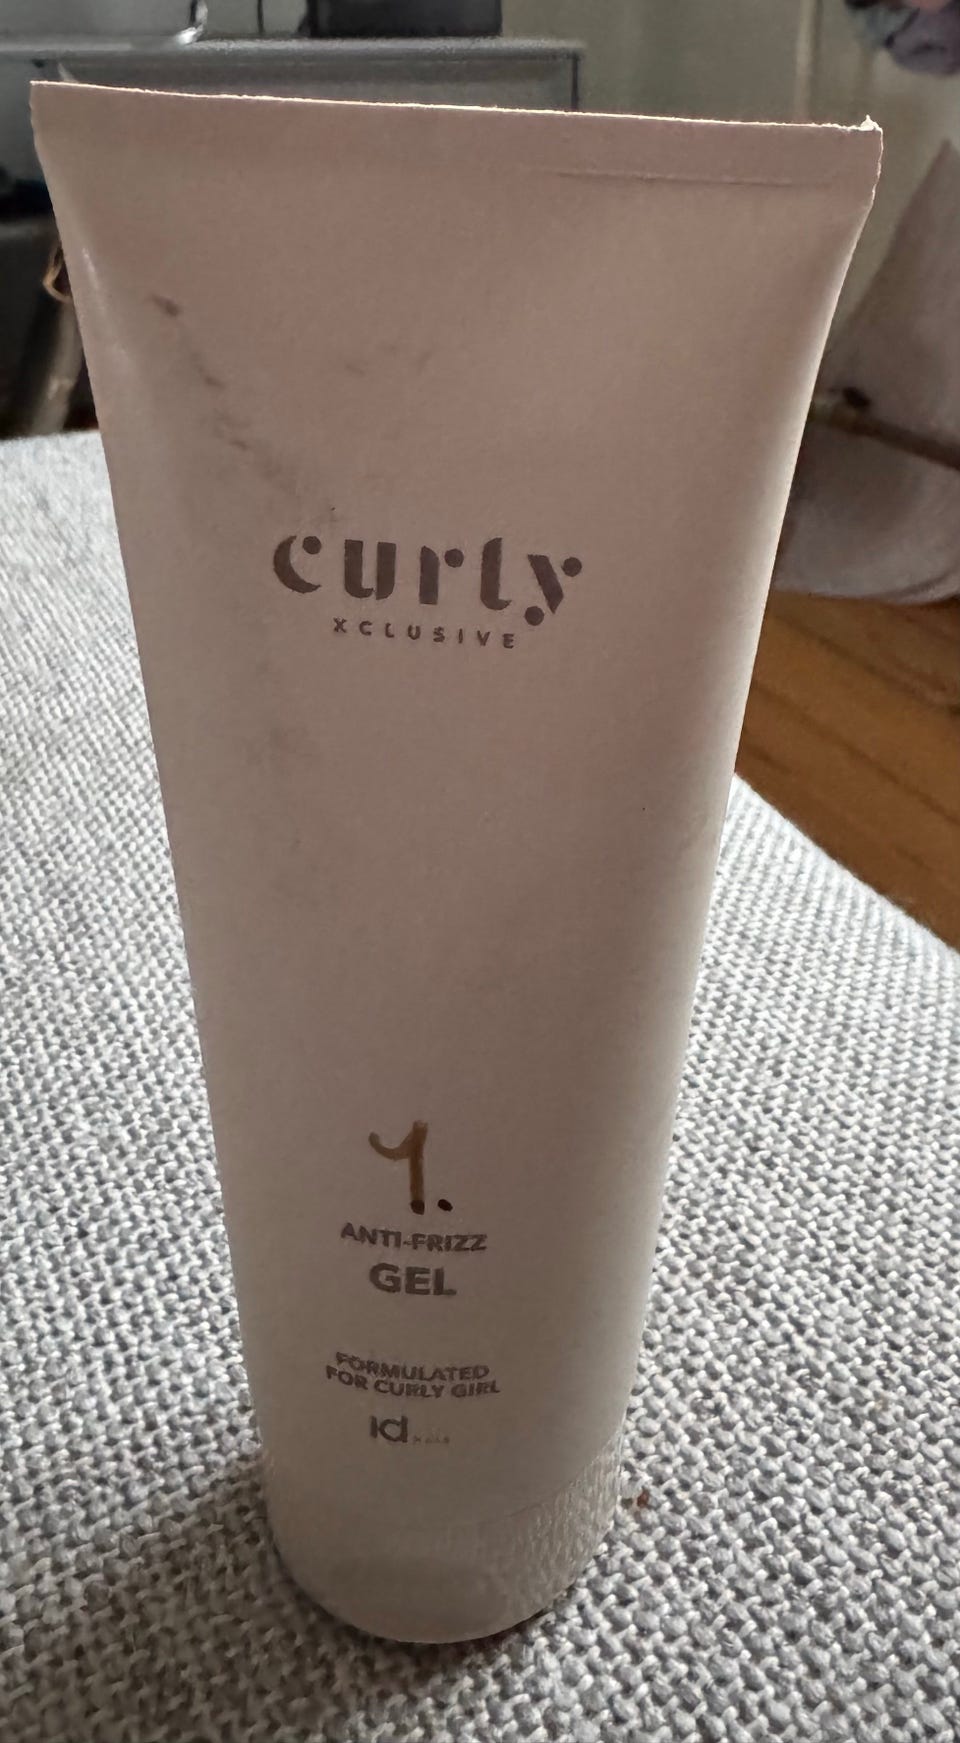 curly
XCLUSIVE
1.
ANTI-FRIZZ
GEL
FORMULATED
FOR CURLY GIRL
id